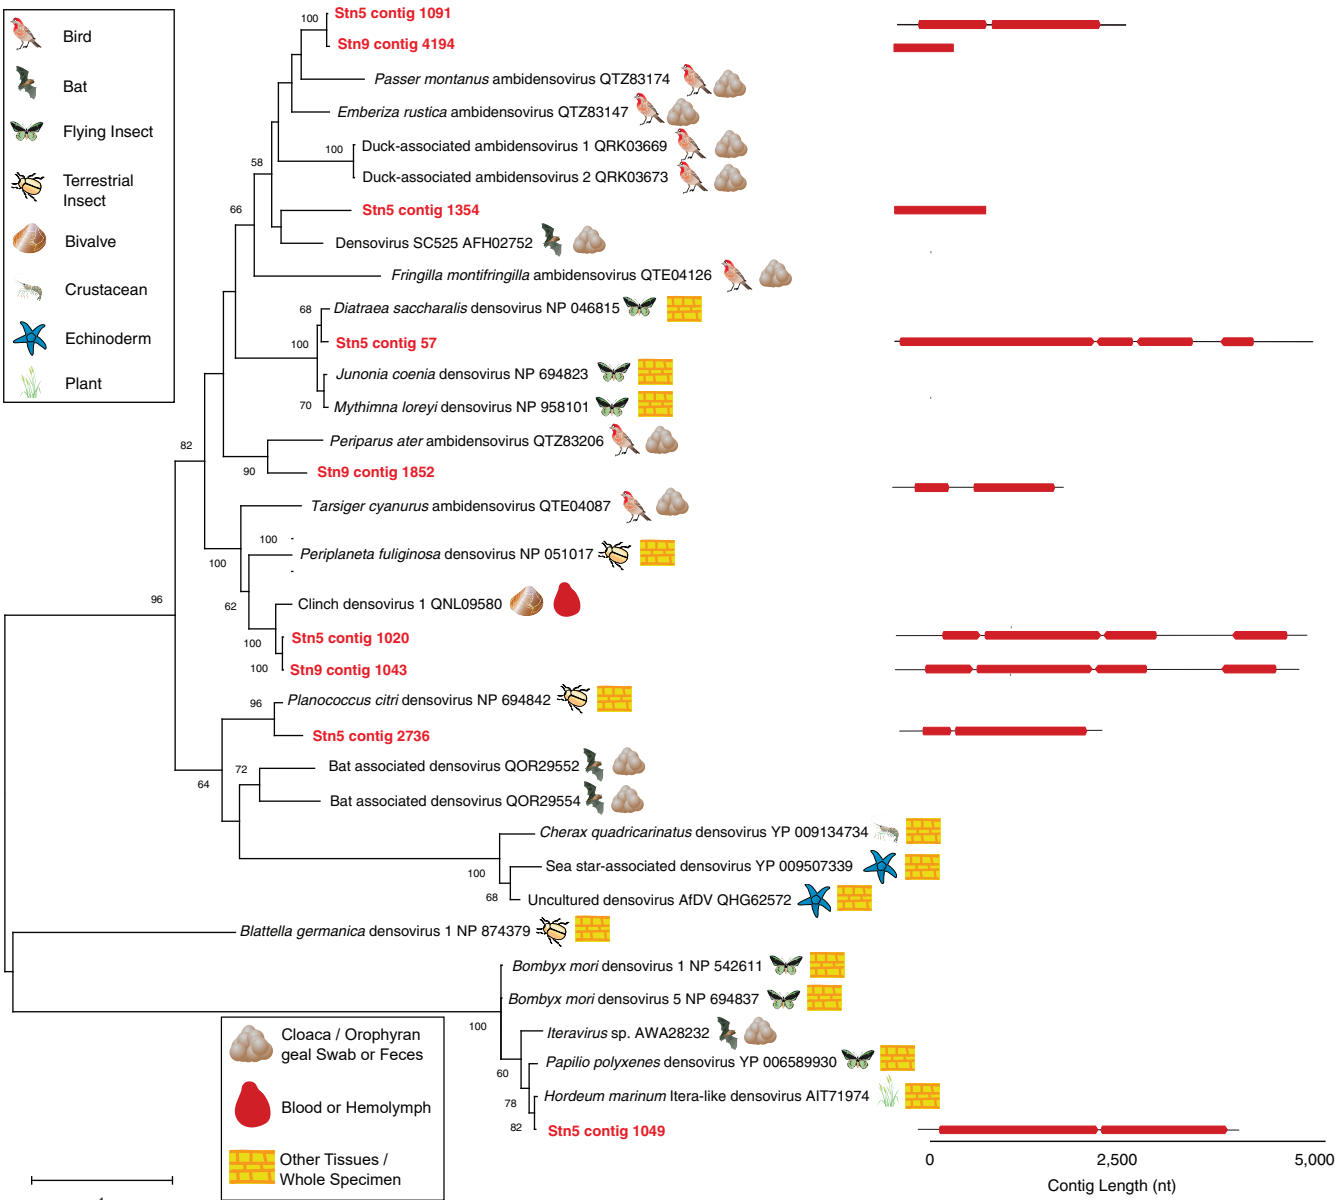 Bird
Bat
Flying Insect
Terrestrial
Insect
Bivalve
Crustacean
Echinoderm
Plant
100
Stn5 contig 1091
Stn9 contig 4194
Passer montanus ambidensovirus QTZ83174
Emberiza rustica ambidensovirus QTZ83147
100
Duck-associated ambidensovirus 1 QRK03669
58
Duck-associated ambidensovirus 2 QRK03673
66
Stn5 contig 1354
Densovirus SC525 AFH02752
Fringilla montifringilla ambidensovirus QTE04126
68
Diatraea saccharalis densovirus NP 046815
100
Stn5 contig 57
Junonia coenia densovirus NP 694823
70
Mythimna loreyi densovirus NP 958101
82
Periparus ater ambidensovirus QTZ83206
90
Stn9 contig 1852
Tarsiger cyanurus ambidensovirus QTE04087
100
Periplaneta fuliginosa densovirus NP 051017
100
96
62
Clinch densovirus 1 QNL09580
100
Stn5 contig 1020
100
Stn9 contig 1043
96
Planococcus citri densovirus NP 694842
Stn5 contig 2736
72
Bat associated densovirus QOR29552
64
Bat associated densovirus QOR29554
Cherax quadricarinatus densovirus YP 009134734
100
Sea star-associated densovirus YP 009507339
68
Uncultured densovirus AfDV QHG62572
Blattella germanica densovirus 1 NP 874379
Bombyx mori densovirus 1 NP 542611
Bombyx mori densovirus 5 NP 694837
100
Iteravirus sp. AWA28232
60
Papilio polyxenes densovirus YP 006589930
78
Hordeum marinum Itera-like densovirus AIT71974
82
Stn5 contig 1049
Cloaca / Orophyran
geal Swab or Feces
Blood or Hemolymph
Other Tissues /
Whole Specimen
0
2,500
5,000
Contig Length (nt)